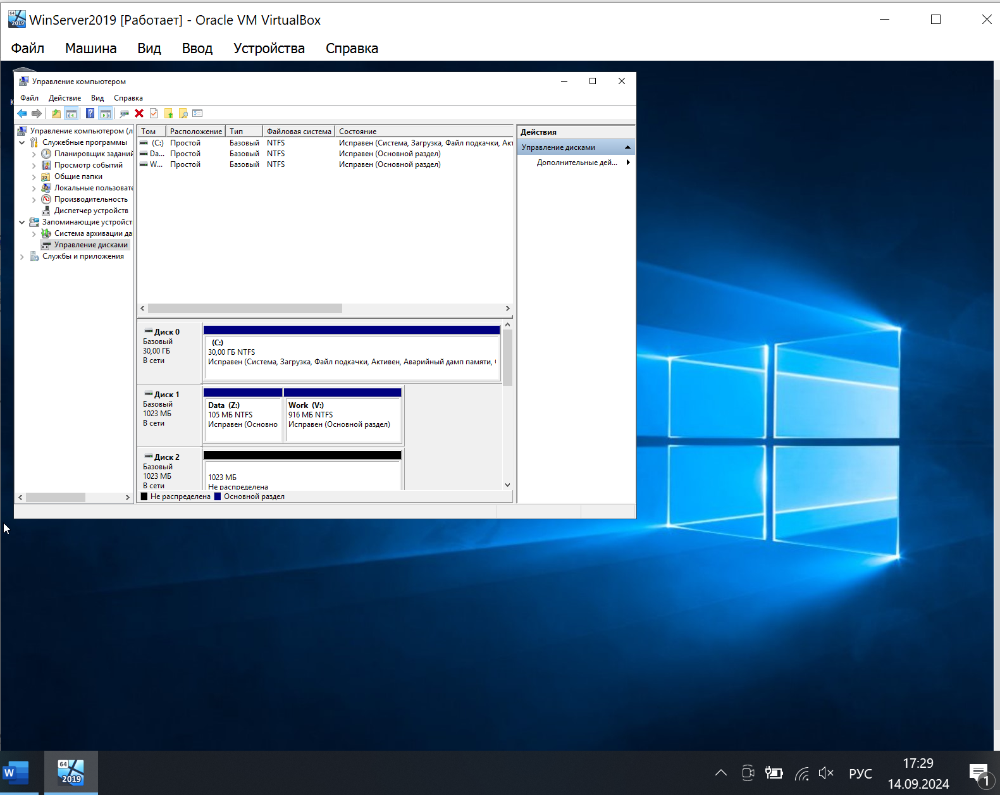 WinServer2019 [Работает] - Oracle VM VirtualBox
Файл Машина Вид Ввод Устройства Справка
Управление компьютером
Файл Действие Вид Справка
Управление компьютером (л
Служебные программы
Планировщик заданий
Просмотр событий
Общие папки
Локальные пользовате
Производительность
Диспетчер устройств
Запоминающие устройст
Система архивации да
Управление дисками
Службы и приложения
Том Расположение Тип Файловая система Состояние
(C:) Простой Базовый NTFS Исправен (Система, Загрузка, Файл подкачки, Акт
Da... Простой Базовый NTFS Исправен (Основной раздел)
W... Простой Базовый NTFS Исправен (Основной раздел)
Диск 0
Базовый
30,00 ГБ
В сети
(C:)
30,00 ГБ NTFS
Исправен (Система, Загрузка, Файл подкачки, Активен, Аварийный дамп памяти,
Диск 1
Базовый
1023 МБ
В сети
Data (Z:)
105 МБ NTFS
Исправен (Основно
Work (V:)
916 МБ NTFS
Исправен (Основной раздел)
Диск 2
Базовый
1023 МБ
В сети
1023 МБ
Не распределена
Не распределена Основной раздел
Действия
Управление дисками
Дополнительные дей...
W
64
2019
РУС
17:29
14.09.2024
1